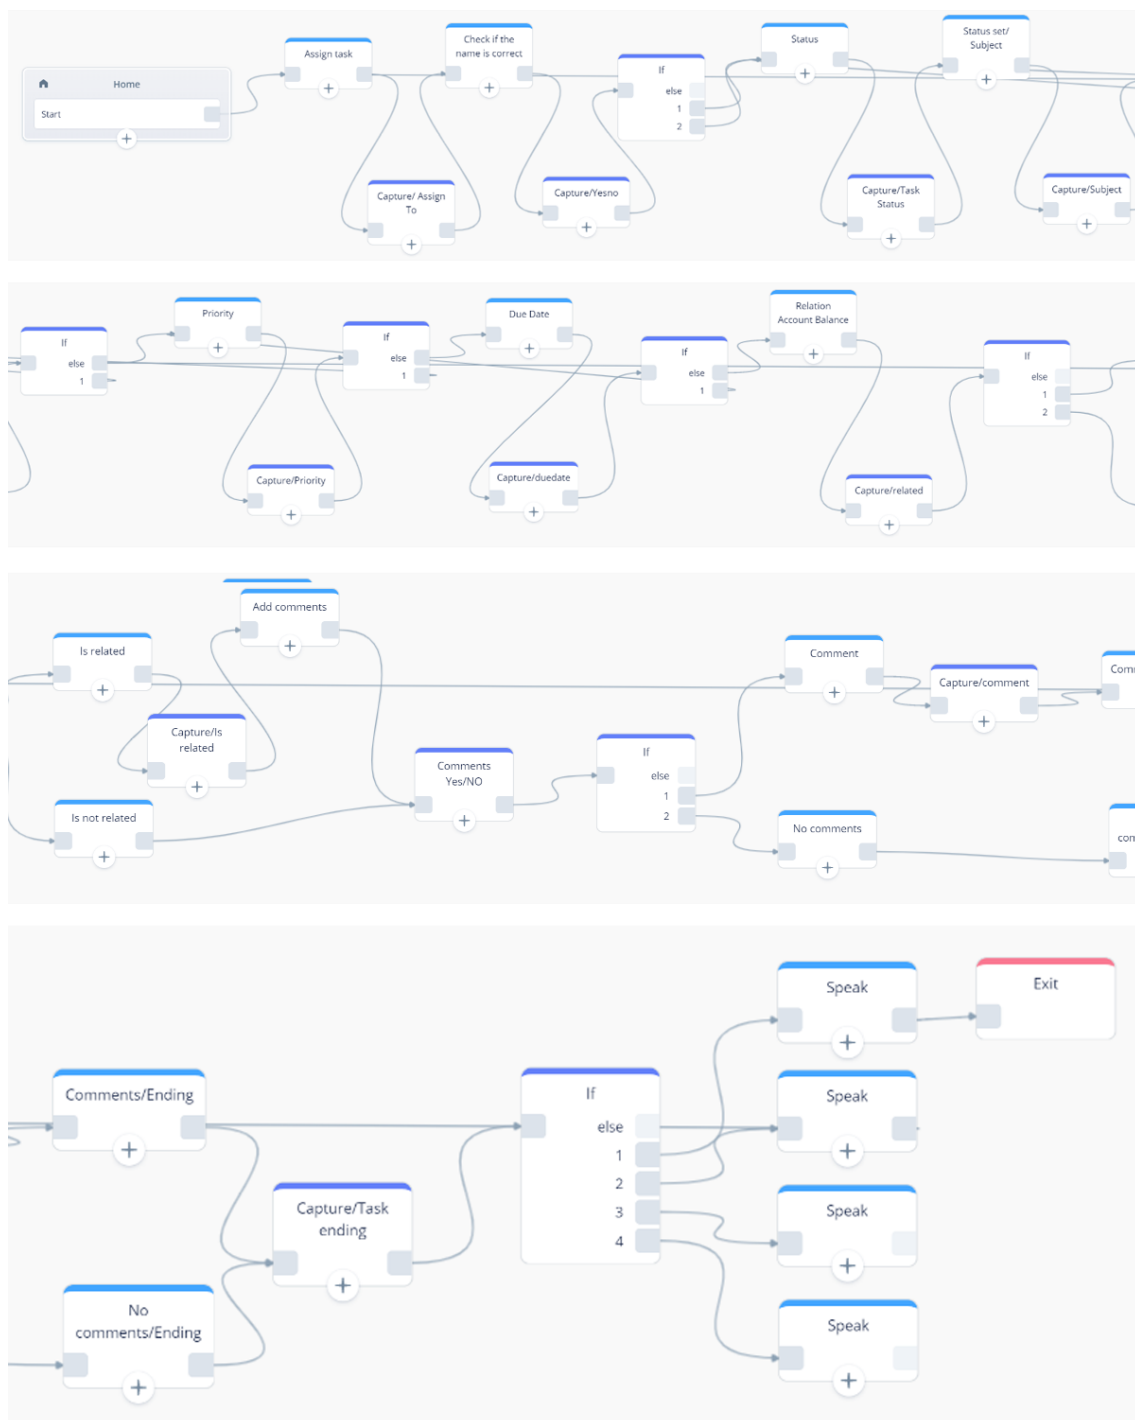 Home
Start
Assign task
Capture/ Assign
To
Check if the
name is correct
Capture/Yesno
If
else
1
2
Status
Capture/Task
Status
Status set/
Subject
Capture/Subject
If
else
1
Priority
Capture/Priority
If
else
1
Due Date
Capture/duedate
If
else
1
Relation
Account Balance
Capture/related
If
else
1
2
Is related
Capture/Is
related
Is not related
Add comments
Comments
Yes/NO
If
else
1
2
Comment
Capture/comment
Com
No comments
com
Comments/Ending
No
comments/Ending
Capture/Task
ending
If
else
1
2
3
4
Speak
Speak
Speak
Speak
Exit